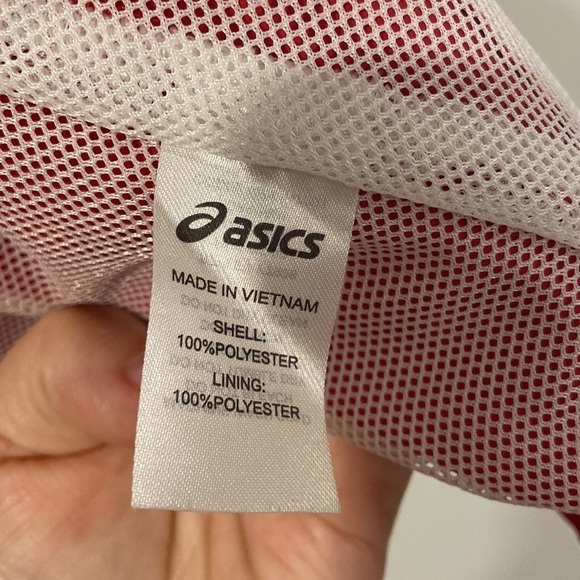 asics
MADE IN VIETNAM
SHELL:
100%POLYESTER
LINING:
100%POLYESTER